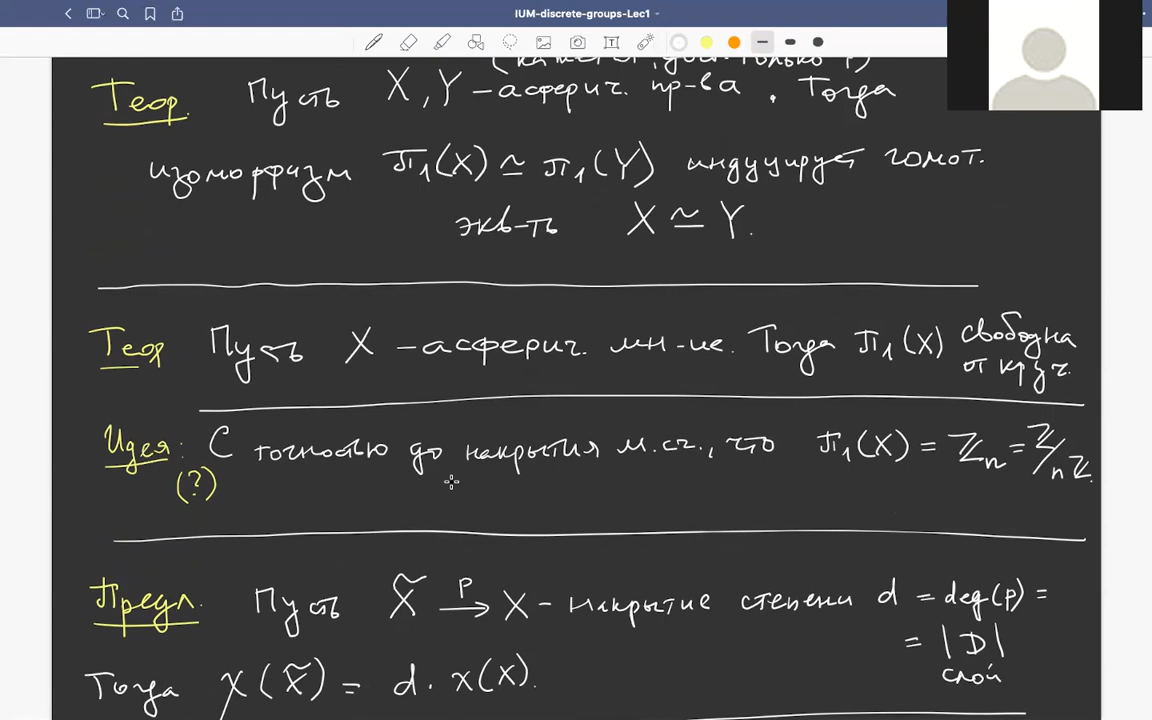 IUM-discrete-groups-Lec1
только
Теор. Пусть X, Y – асферич. пр-ва. Тогда
изоморфизм π₁(X) ≃ π₁(Y) индуцирует гомот.
экв-ть X ≃ Y.
Теор Пусть X – асферич. мн-ие. Тогда π₁(X) свободна
от круч.
Идея: С точностью до накрытия м.сч., что π₁(X) = ℤₙ = ℤ/nℤ.
(?)
Предл. Пусть X̃ →ᵖ X – накрытие степени d = deg(p) =
= |D|
слой
Тогда χ(X̃) = d · χ(X).